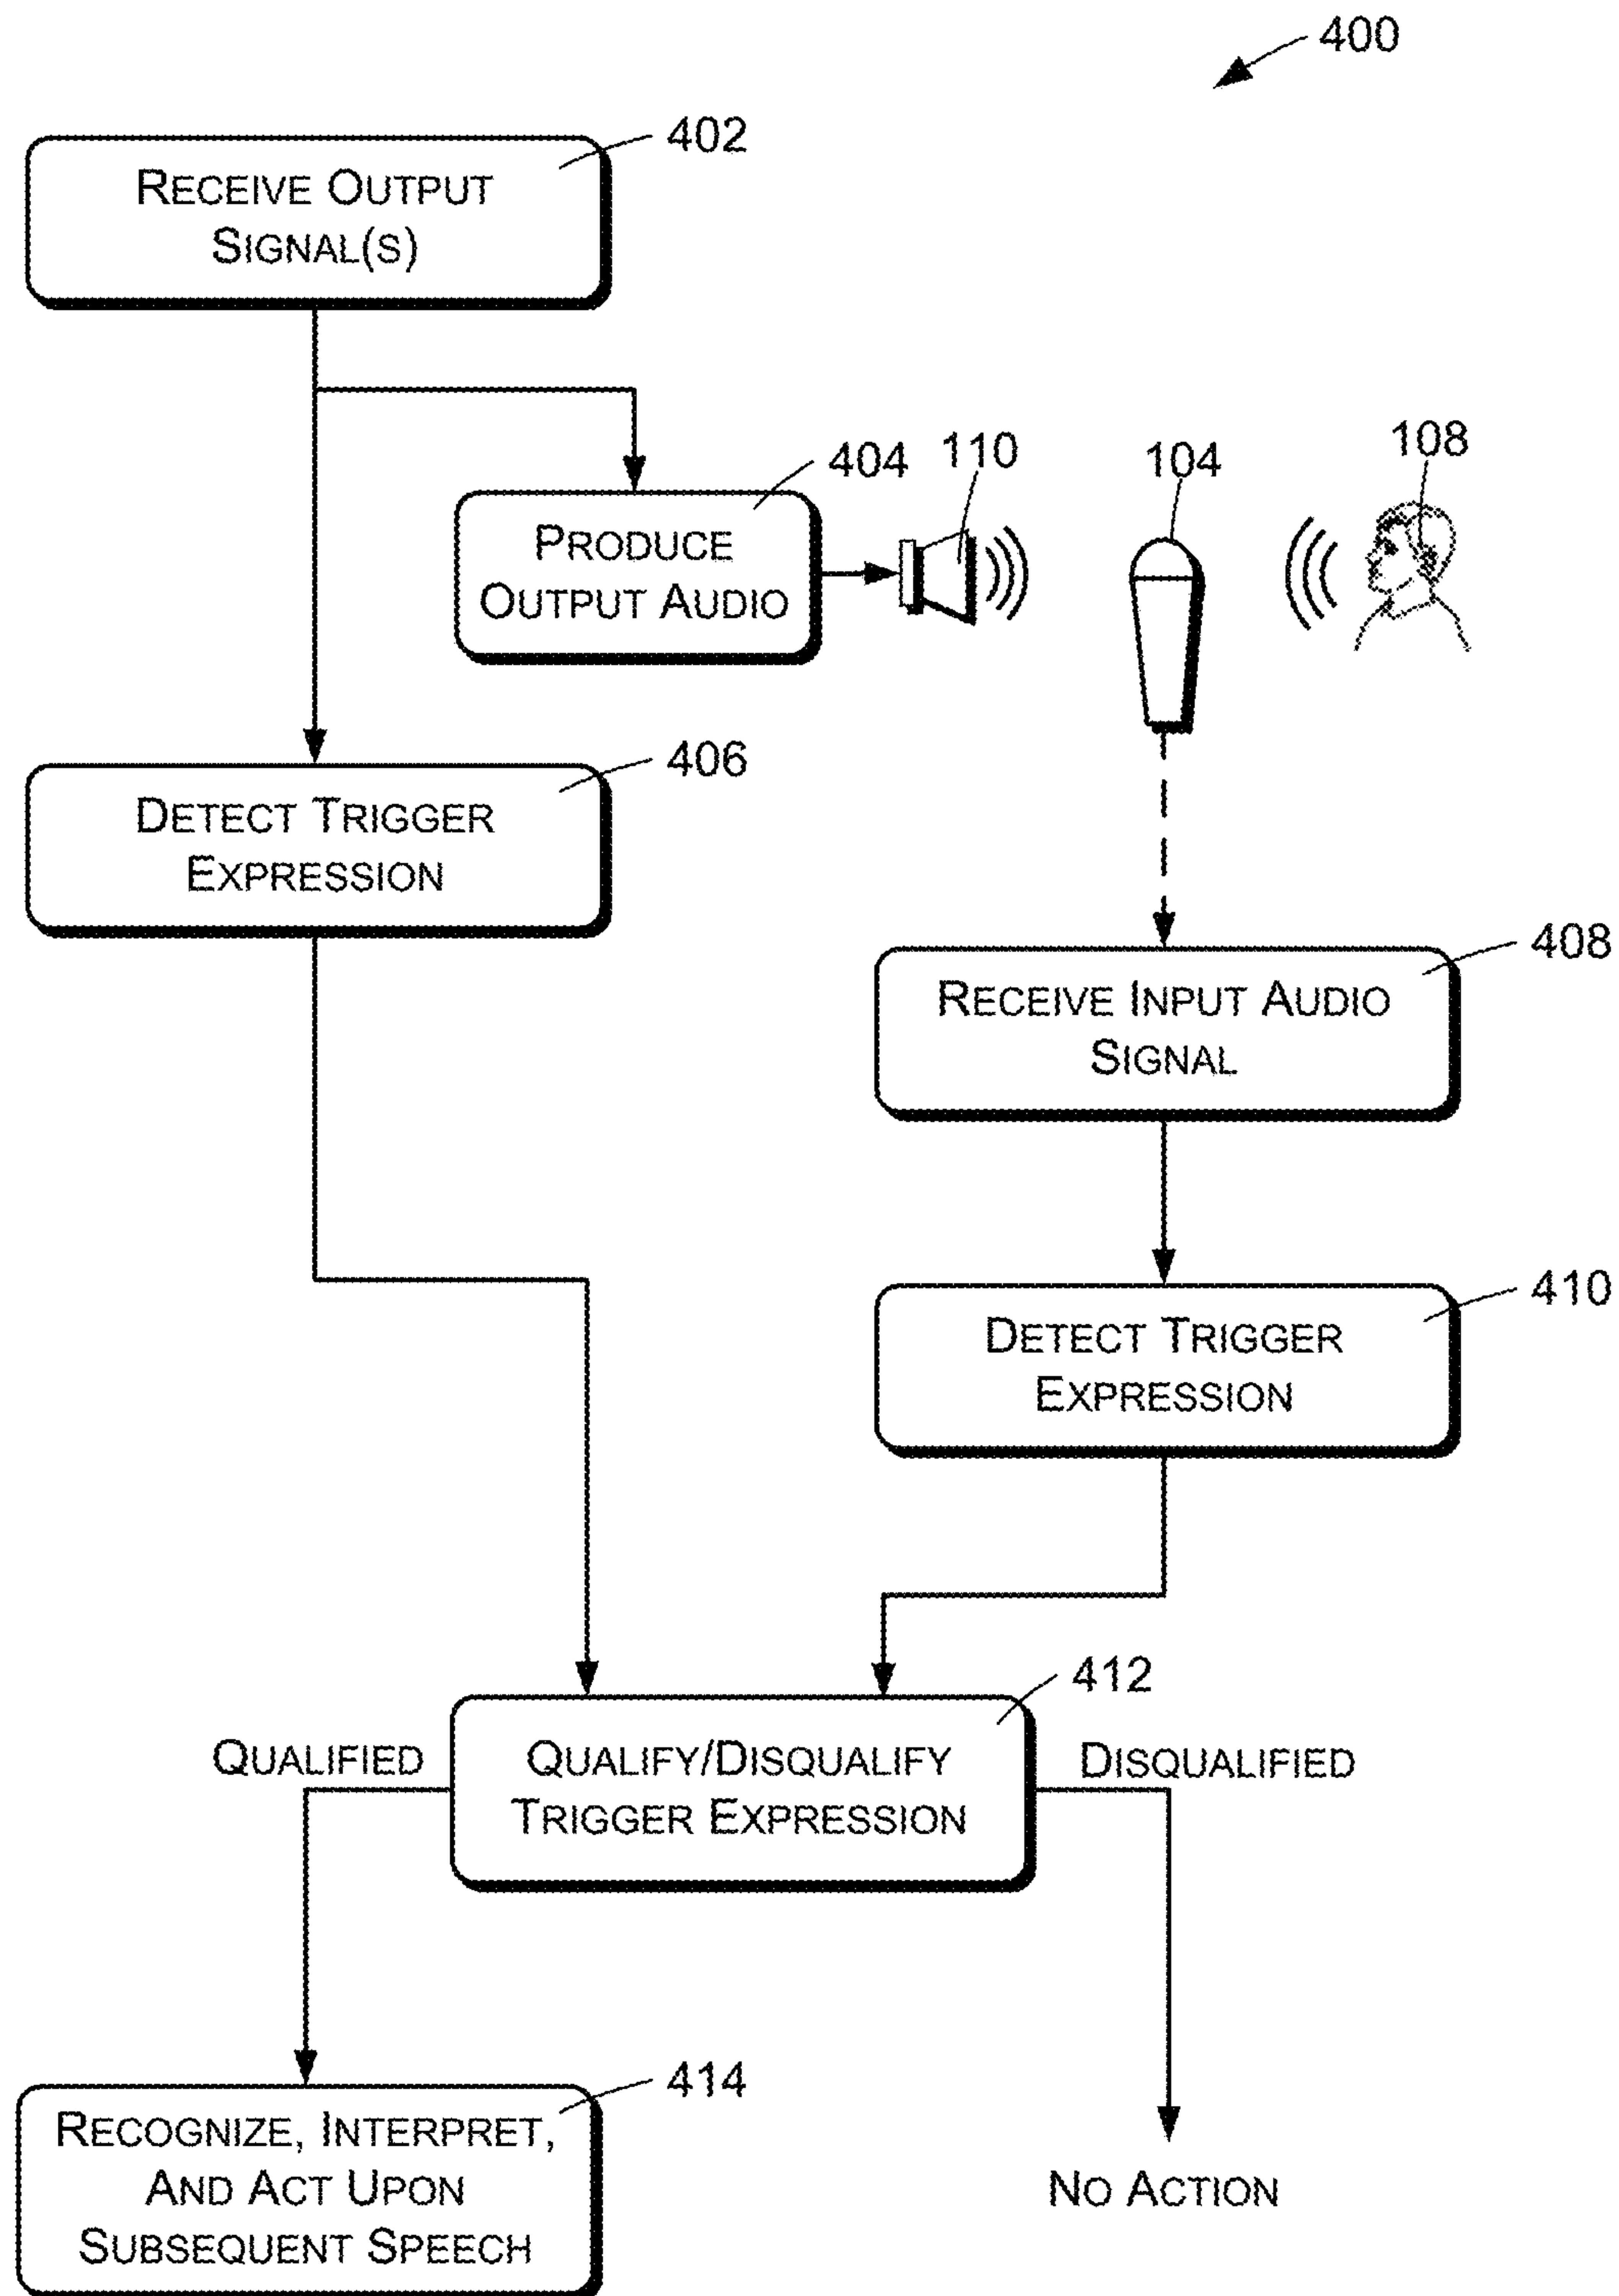 400
402
RECEIVE OUTPUT
SIGNAL(S)
404
110
104
108
PRODUCE
OUTPUT AUDIO
406
DETECT TRIGGER
EXPRESSION
408
RECEIVE INPUT AUDIO
SIGNAL
410
DETECT TRIGGER
EXPRESSION
412
QUALIFIED
QUALIFY/DISQUALIFY
TRIGGER EXPRESSION
DISQUALIFIED
414
RECOGNIZE, INTERPRET,
AND ACT UPON
SUBSEQUENT SPEECH
NO ACTION